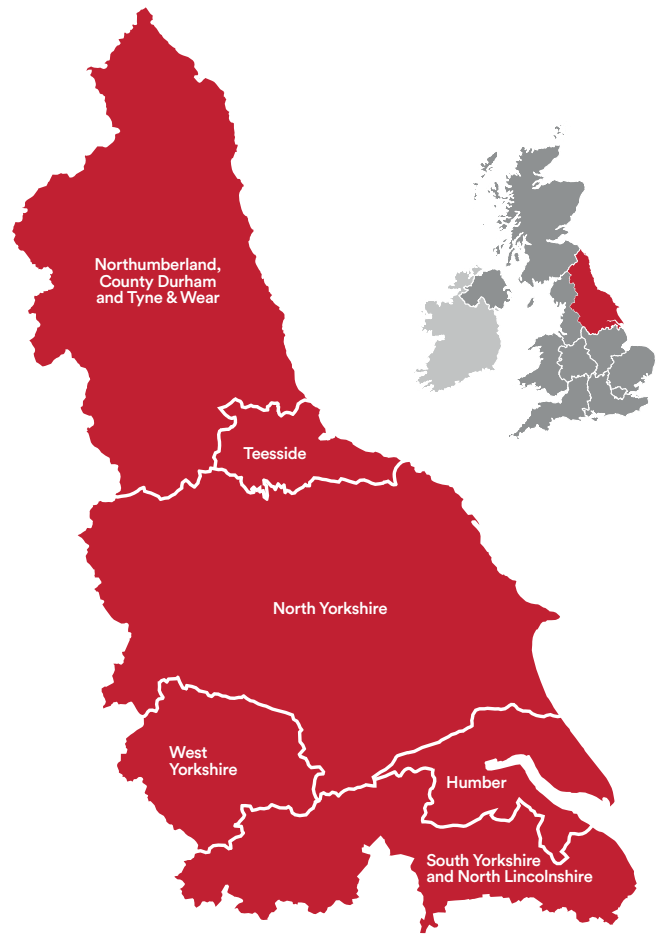 Northumberland,
County Durham
and Tyne & Wear
Teesside
North Yorkshire
West
Yorkshire
Humber
South Yorkshire
and North Lincolnshire